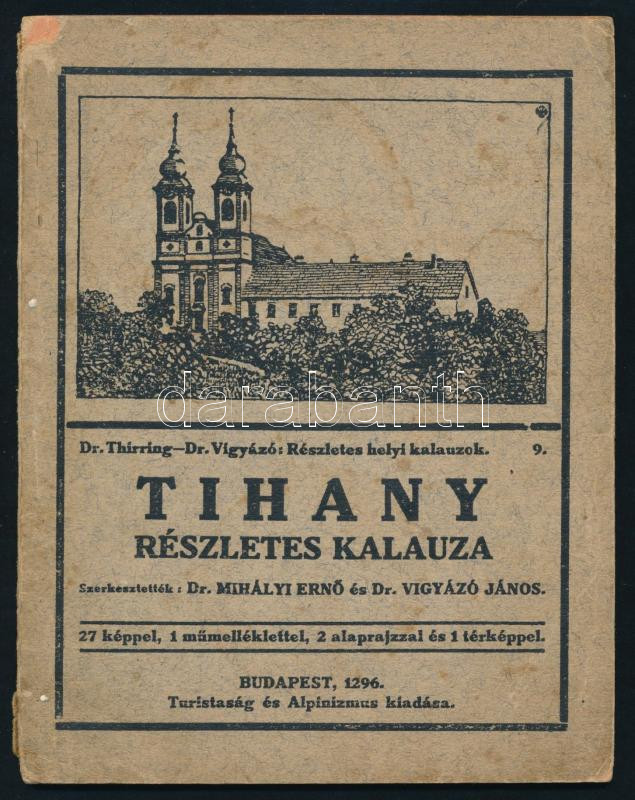 darabanth
Dr. Thirring—Dr. Vigyázó: Részletes helyi kalauzok. 9.
TIHANY
RÉSZLETES KALAUZA
Szerkesztették: Dr. MIHÁLYI ERNŐ és Dr. VIGYÁZÓ JÁNOS.
27 képpel, 1 műmelléklettel, 2 alaprajzzal és 1 térképpel.
BUDAPEST, 1296.
Turistaság és Alpinizmus kiadása.